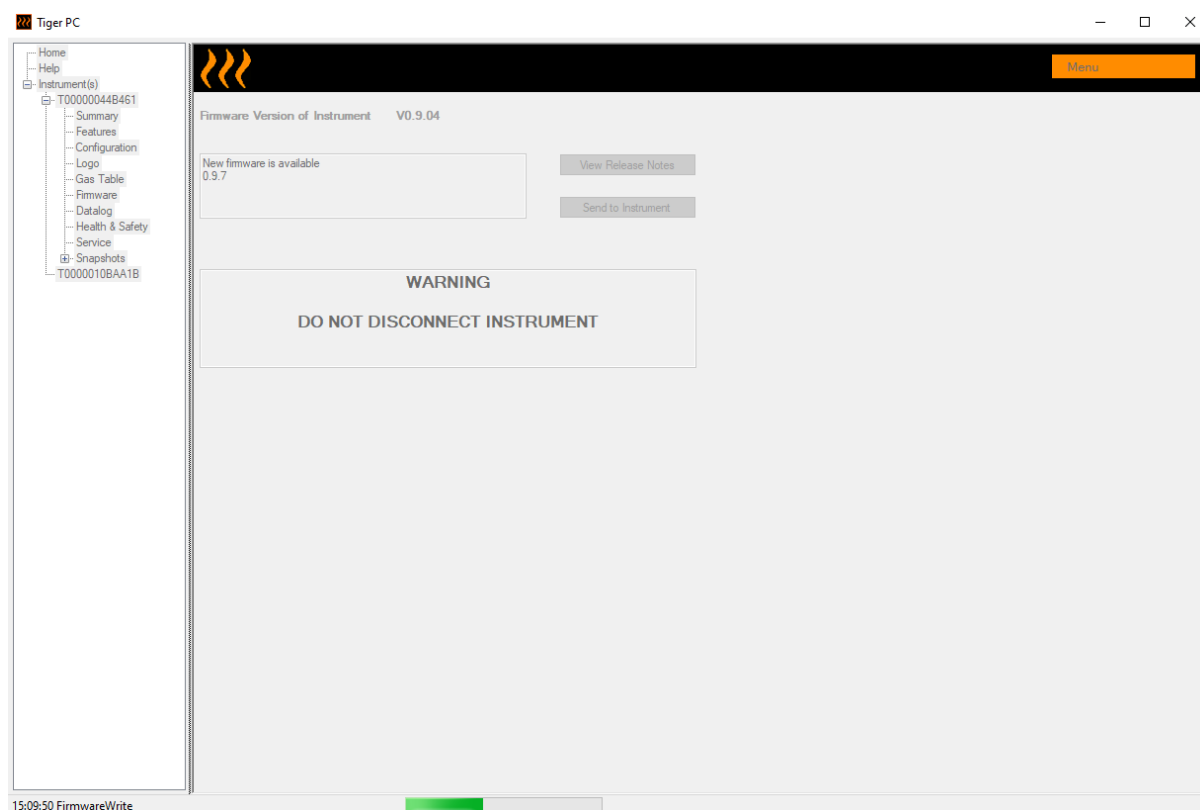 Tiger PC
Home
Help
Instrument(s)
T00000044B461
Summary
Features
Configuration
Logo
Gas Table
Firmware
Datalog
Health & Safety
Service
Snapshots
T0000010BAA1B
Menu
Firmware Version of Instrument V0.9.04
New firmware is available
0.9.7
View Release Notes
Send to Instrument
WARNING
DO NOT DISCONNECT INSTRUMENT
15:09:50 FirmwareWrite